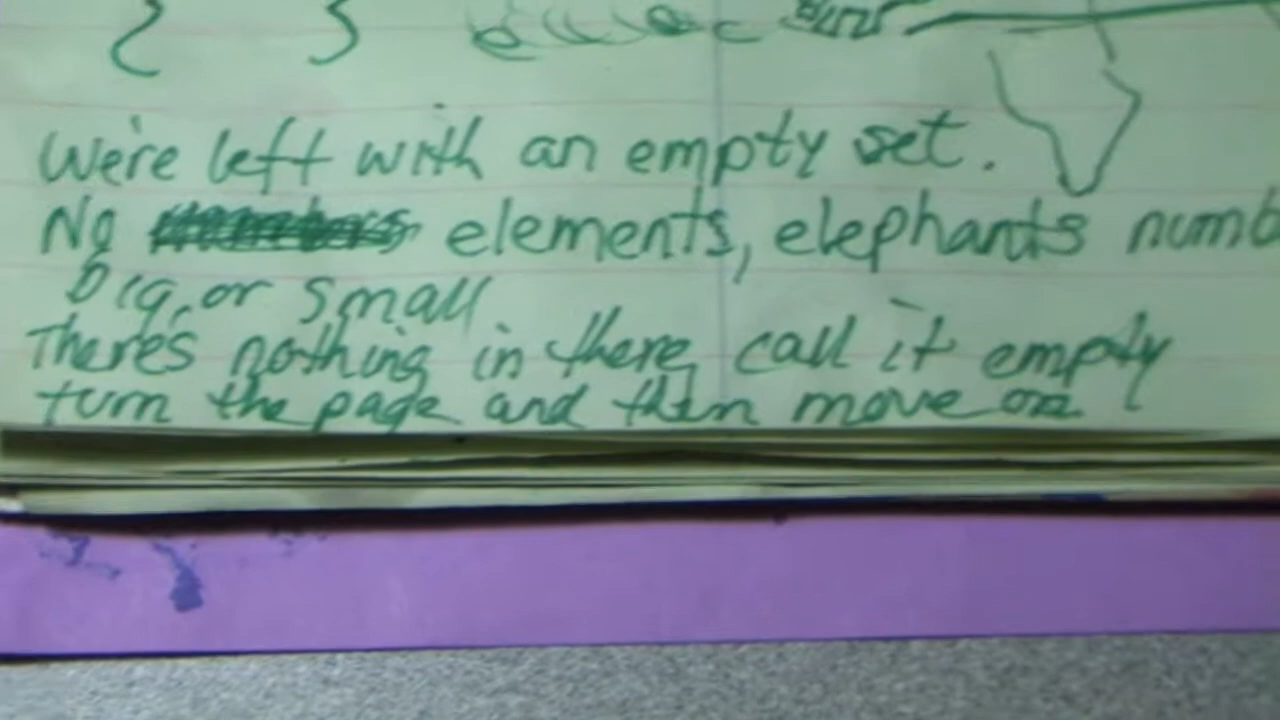 { }
We're left with an empty set.
No elements, elephants numb
Big, or small
There's nothing in there, call it empty
turn the page and then move on